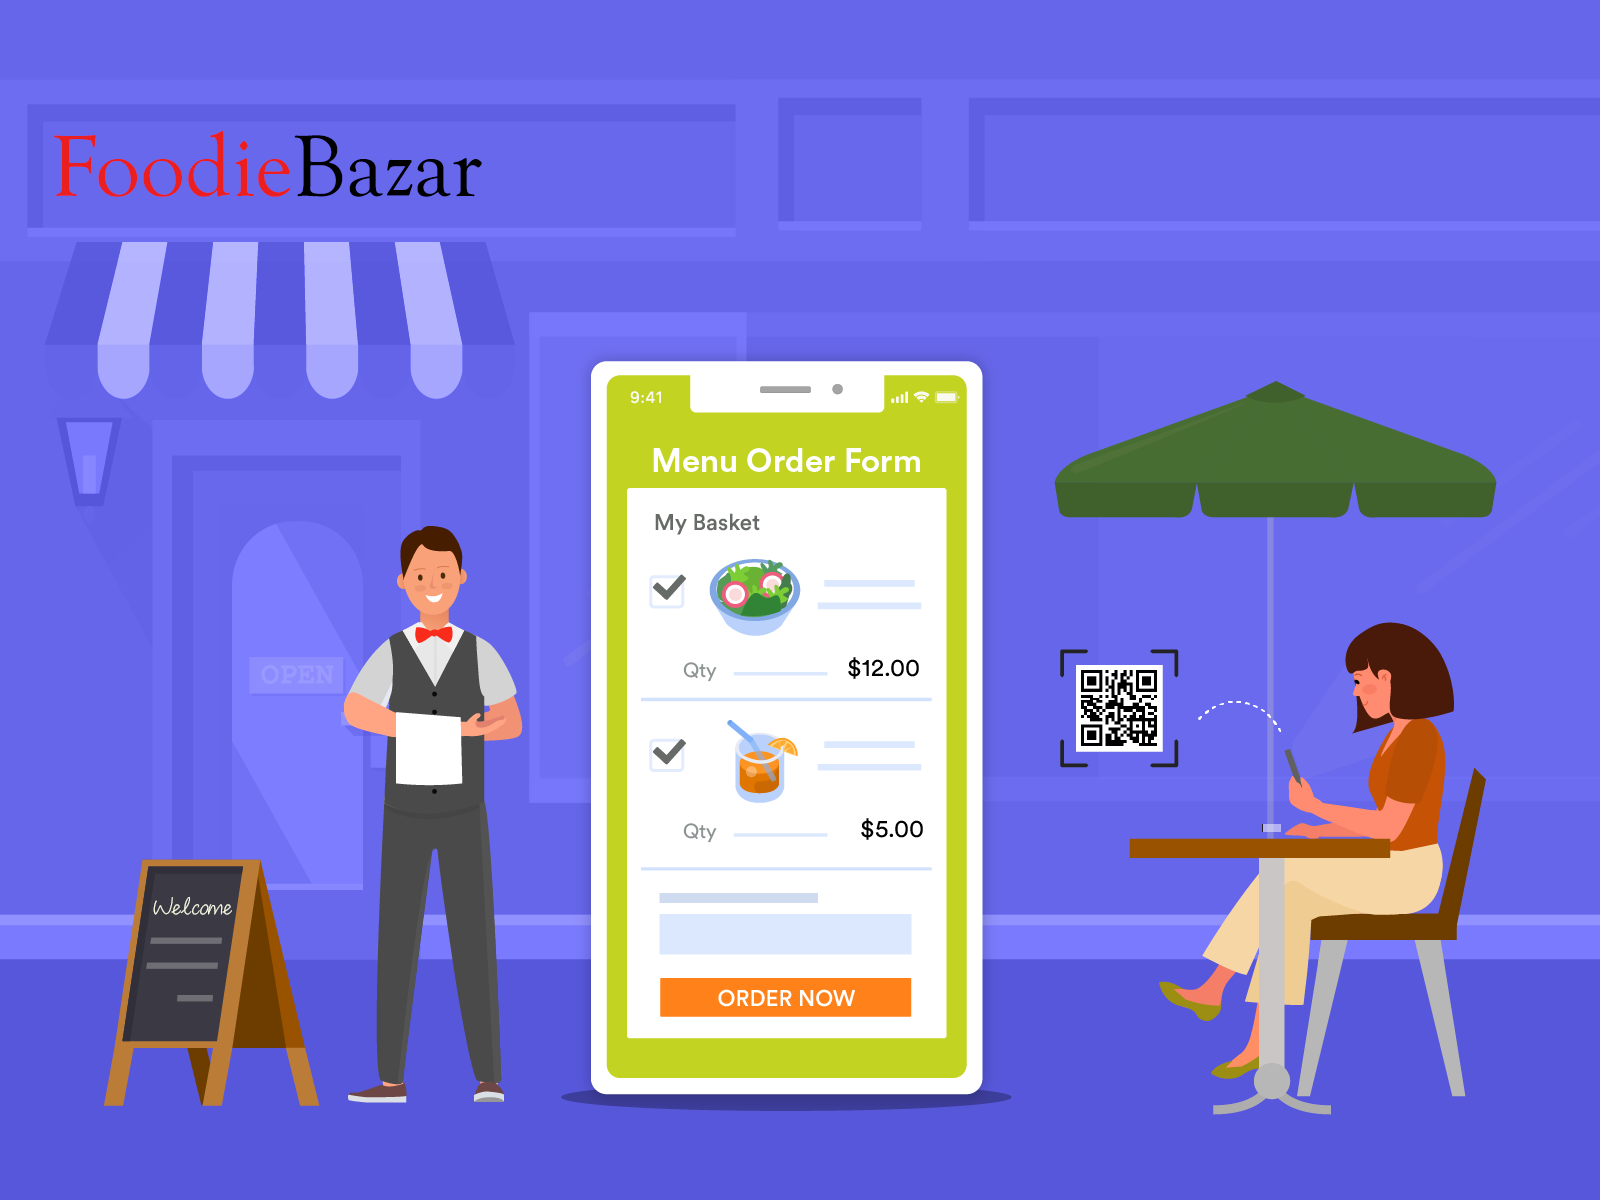 FoodieBazar
9:41
Menu Order Form
My Basket
Qty
$12.00
Qty
$5.00
ORDER NOW
OPEN
Welcome